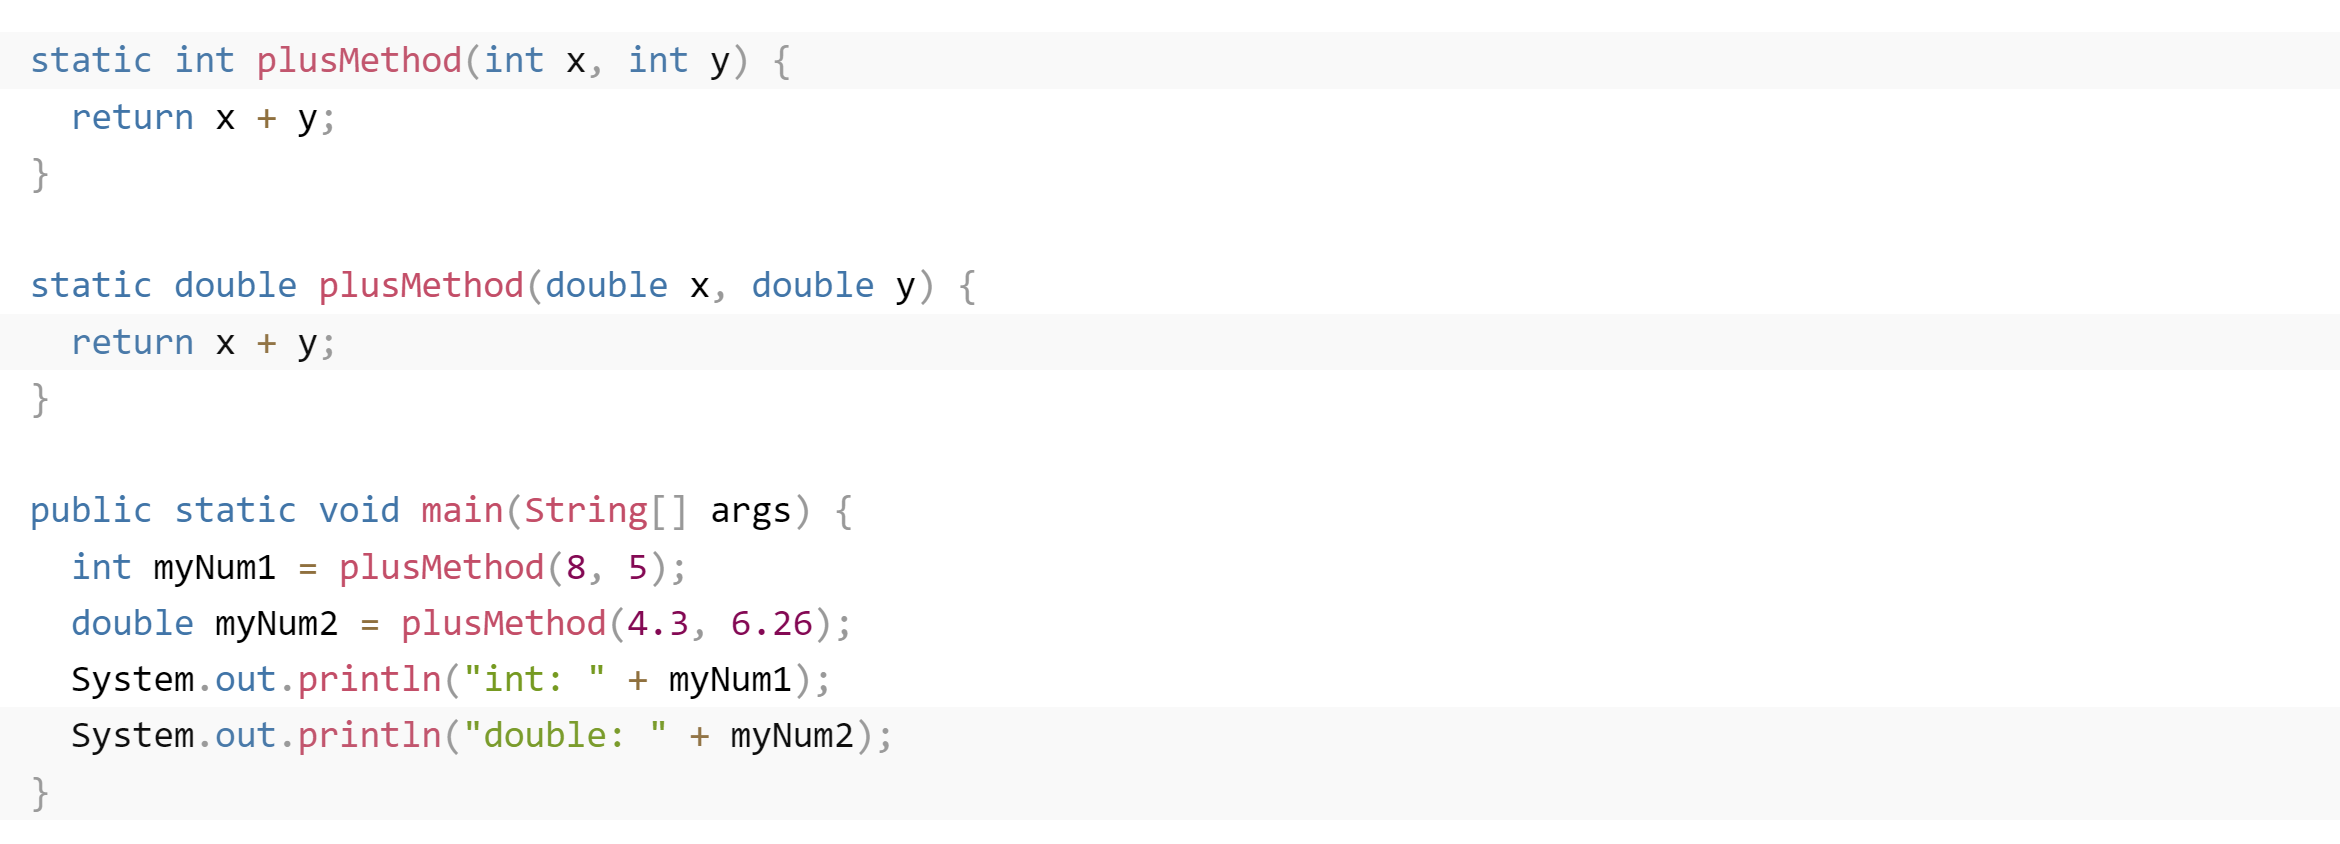 static int plusMethod(int x, int y) {
  return x + y;
}

static double plusMethod(double x, double y) {
  return x + y;
}

public static void main(String[] args) {
  int myNum1 = plusMethod(8, 5);
  double myNum2 = plusMethod(4.3, 6.26);
  System.out.println("int: " + myNum1);
  System.out.println("double: " + myNum2);
}